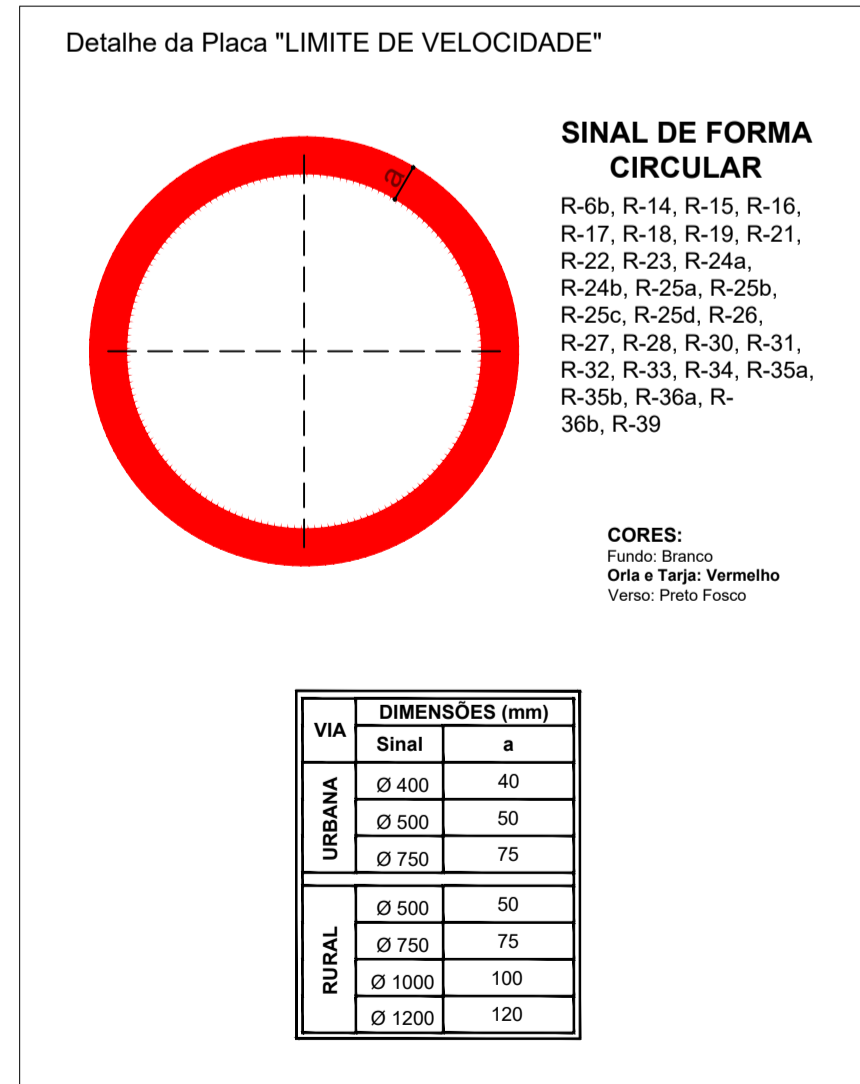 Detalhe da Placa "LIMITE DE VELOCIDADE"
a
SINAL DE FORMA
CIRCULAR
R-6b, R-14, R-15, R-16,
R-17, R-18, R-19, R-21,
R-22, R-23, R-24a,
R-24b, R-25a, R-25b,
R-25c, R-25d, R-26,
R-27, R-28, R-30, R-31,
R-32, R-33, R-34, R-35a,
R-35b, R-36a, R-
36b, R-39
CORES:
Fundo: Branco
Orla e Tarja: Vermelho
Verso: Preto Fosco
VIA DIMENSÕES (mm)
Sinal a
URBANA
Ø 400 40
Ø 500 50
Ø 750 75
RURAL
Ø 500 50
Ø 750 75
Ø 1000 100
Ø 1200 120